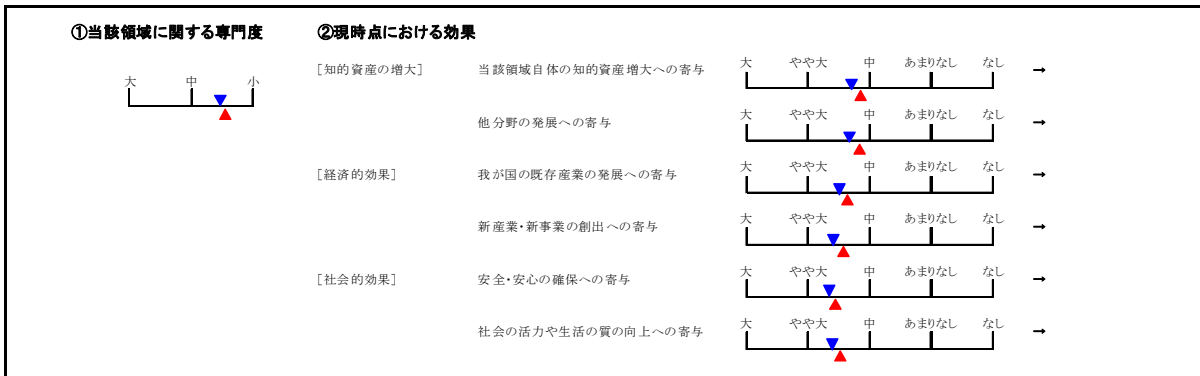 ①当該領域に関する専門度 ②現時点における効果
大 中 小
［知的資産の増大］ 当該領域自体の知的資産増大への寄与 大 やや大 中 あまりなし なし →
他分野の発展への寄与 大 やや大 中 あまりなし なし →
［経済的効果］ 我が国の既存産業の発展への寄与 大 やや大 中 あまりなし なし →
新産業・新事業の創出への寄与 大 やや大 中 あまりなし なし →
［社会的効果］ 安全・安心の確保への寄与 大 やや大 中 あまりなし なし →
社会の活力や生活の質の向上への寄与 大 やや大 中 あまりなし なし →